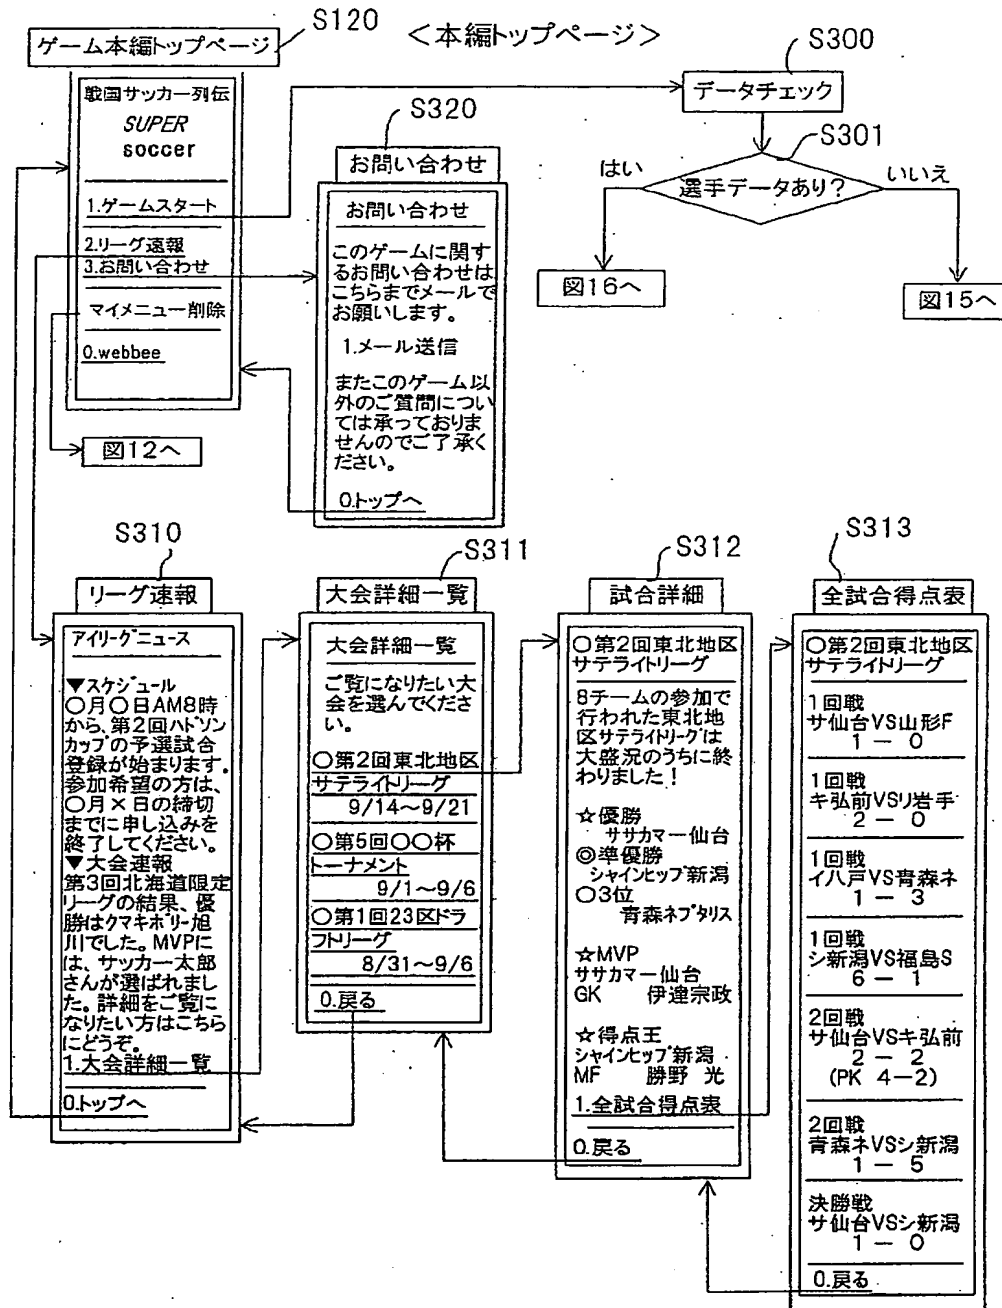 S120
<本編トップページ>
ゲーム本編トップページ
戦国サッカー列伝
SUPER
soccer
1.ゲームスタート
2.リーグ速報
3.お問い合わせ
マイメニュー削除
0.webbee
図12へ
S320
お問い合わせ
お問い合わせ
このゲームに関す
るお問い合わせは
こちらまでメールで
お願いします。
1.メール送信
またこのゲーム以
外のご質問につい
ては承っておりま
せんのでご了承く
ださい。
0.トップへ
S300
データチェック
S301
選手データあり?
はい
いいえ
図16へ
図15へ
S310
リーグ速報
アイリーグニュース
▼スケジュール
○月○日AM8時
から、第2回ハドソン
カップの予選試合
登録が始まります。
参加希望の方は、
○月×日の締切
までに申し込みを
終了してください。
▼大会速報
第3回北海道限定
リーグの結果、優
勝はクマキホリー旭
川でした。MVPに
は、サッカー太郎
さんが選ばれまし
た。詳細をご覧に
なりたい方はこちら
にどうぞ。
1.大会詳細一覧
0.トップへ
S311
大会詳細一覧
大会詳細一覧
ご覧になりたい大
会を選んでくださ
い。
○第2回東北地区
サテライトリーグ
9/14〜9/21
○第5回○○杯
トーナメント
9/1〜9/6
○第1回23区ドラ
フトリーグ
8/31〜9/6
0.戻る
S312
試合詳細
○第2回東北地区
サテライトリーグ
8チームの参加で
行われた東北地
区サテライトリーグは
大盛況のうちに終
わりました!
☆優勝
ササカマー仙台
◎準優勝
シャインヒップ新潟
○3位
青森ネプタリス
☆MVP
ササカマー仙台
GK 伊達宗政
☆得点王
シャインヒップ新潟
MF 勝野 光
1.全試合得点表
0.戻る
S313
全試合得点表
○第2回東北地区
サテライトリーグ
1回戦
サ仙台VS山形F
1 − 0
1回戦
キ弘前VSリ岩手
2 − 0
1回戦
イ八戸VS青森ネ
1 − 3
1回戦
シ新潟VS福島S
6 − 1
2回戦
サ仙台VSキ弘前
2 − 2
(PK 4−2)
2回戦
青森ネVSシ新潟
1 − 5
決勝戦
サ仙台VSシ新潟
1 − 0
0.戻る